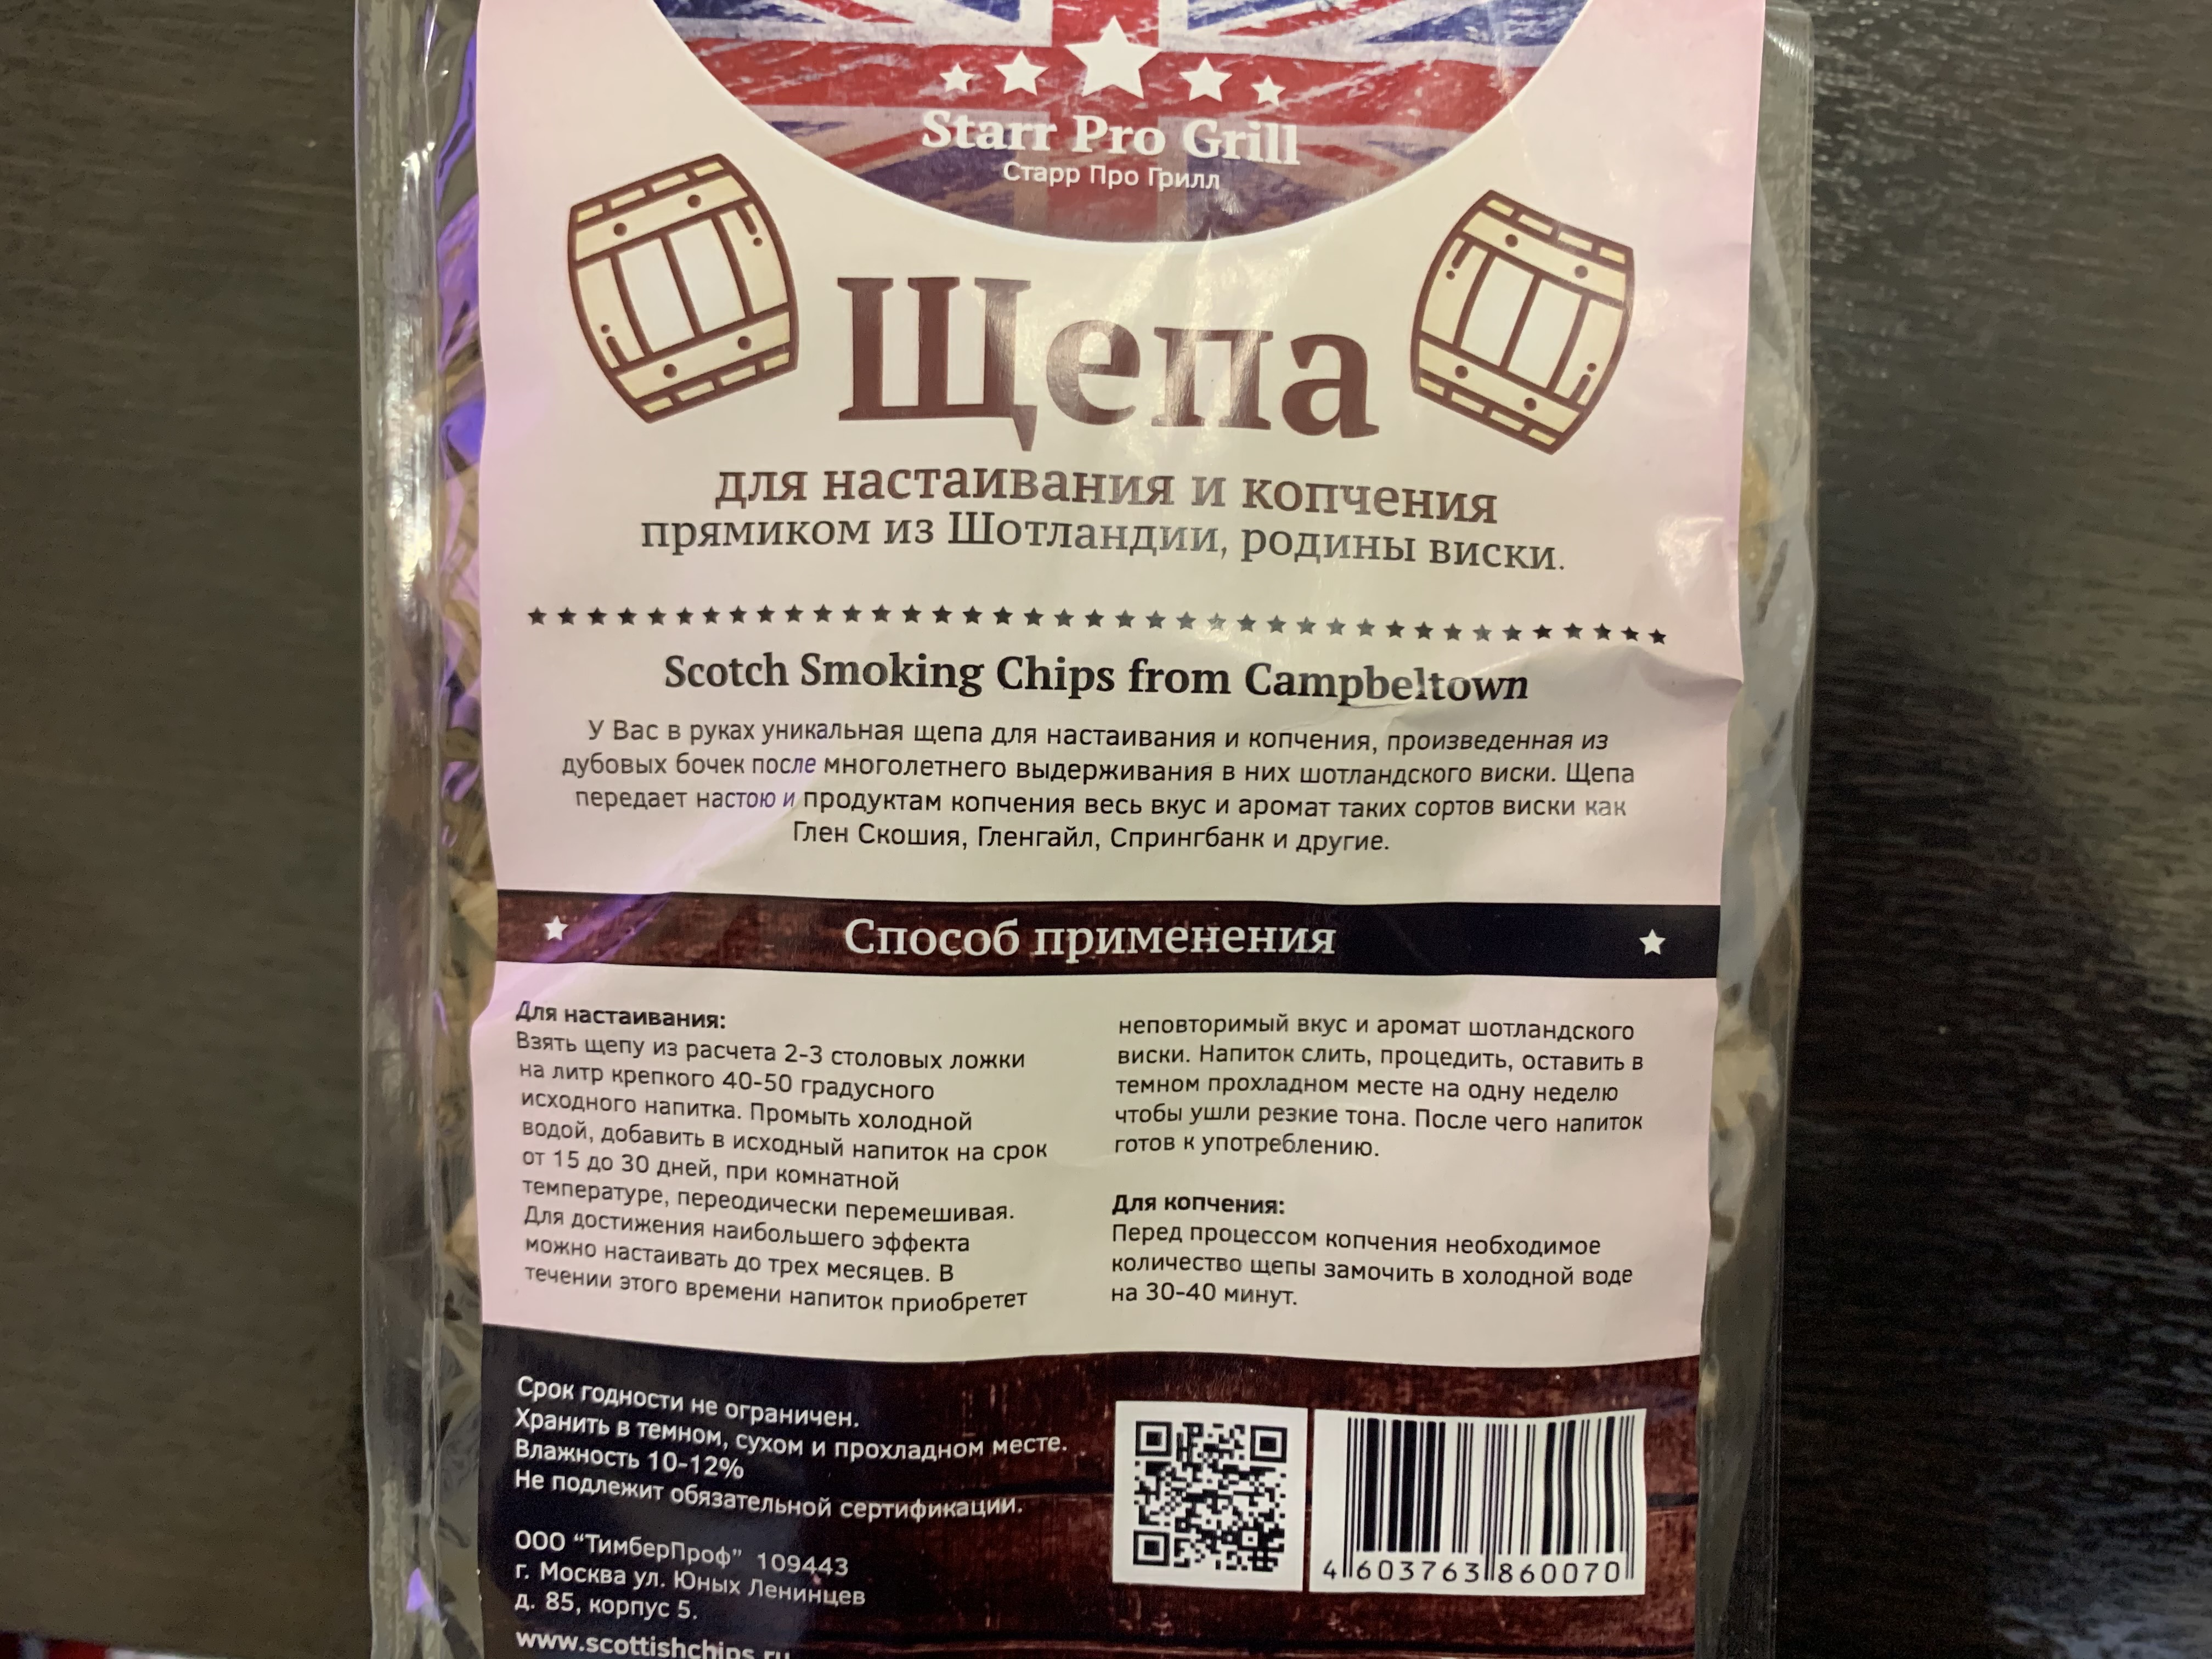 Starr Pro Grill
Старр Про Грилл
Щепа
для настаивания и копчения
прямиком из Шотландии, родины виски.
Scotch Smoking Chips from Campbeltown
У Вас в руках уникальная щепа для настаивания и копчения, произведенная из
дубовых бочек после многолетнего выдерживания в них шотландского виски. Щепа
передает настою и продуктам копчения весь вкус и аромат таких сортов виски как
Глен Скошия, Гленгайл, Спрингбанк и другие.
Способ применения
Для настаивания:
Взять щепу из расчета 2-3 столовых ложки
на литр крепкого 40-50 градусного
исходного напитка. Промыть холодной
водой, добавить в исходный напиток на срок
от 15 до 30 дней, при комнатной
температуре, переодически перемешивая.
Для достижения наибольшего эффекта
можно настаивать до трех месяцев. В
течении этого времени напиток приобретет
неповторимый вкус и аромат шотландского
виски. Напиток слить, процедить, оставить в
темном прохладном месте на одну неделю
чтобы ушли резкие тона. После чего напиток
готов к употреблению.
Для копчения:
Перед процессом копчения необходимое
количество щепы замочить в холодной воде
на 30-40 минут.
Срок годности не ограничен.
Хранить в темном, сухом и прохладном месте.
Влажность 10-12%
Не подлежит обязательной сертификации.
ООО “ТимберПроф” 109443
г. Москва ул. Юных Ленинцев
д. 85, корпус 5.
www.scottishchips.ru
4 603763 860070